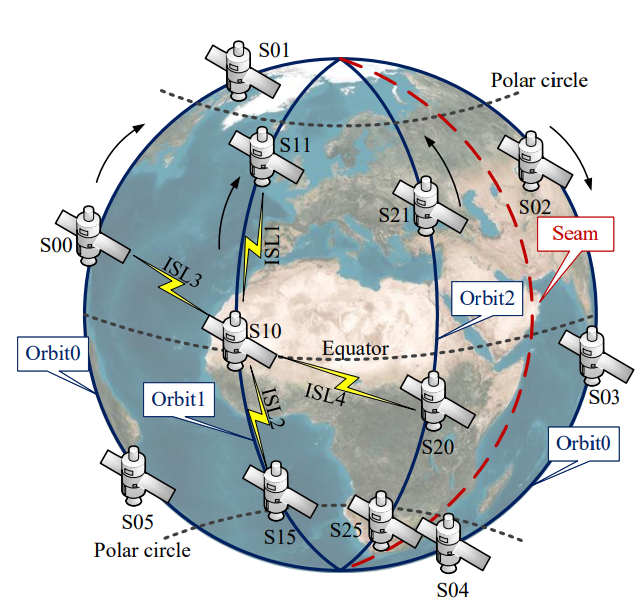 S01
Polar circle
S11
S21
S02
S00
Seam
ISL1
ISL3
Orbit2
S10
Equator
Orbit0
ISL4
S03
Orbit1
ISL2
S20
Orbit0
S05
S15
S25
Polar circle
S04